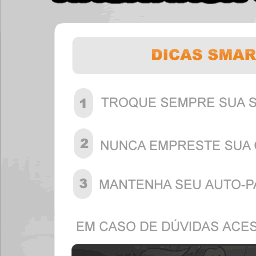 DICAS SMAR
1 TROQUE SEMPRE SUA S
2 NUNCA EMPRESTE SUA
3 MANTENHA SEU AUTO-PA
EM CASO DE DÚVIDAS ACES